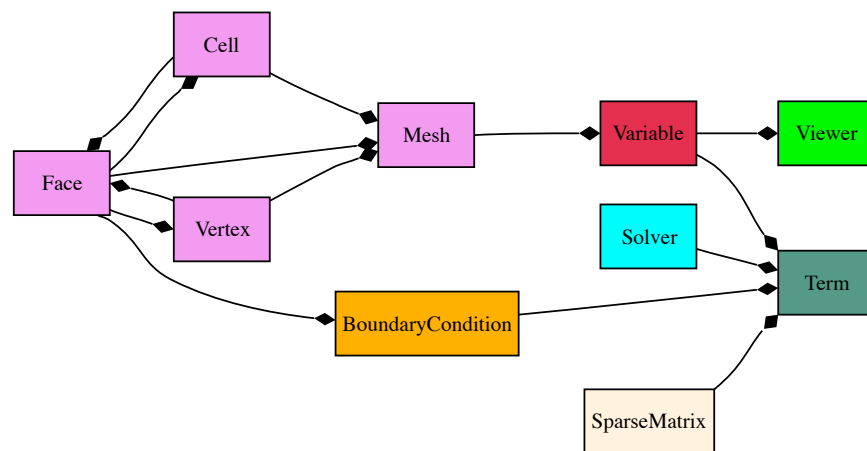 Cell
Mesh
Variable
Viewer
Face
Vertex
Solver
Term
BoundaryCondition
SparseMatrix